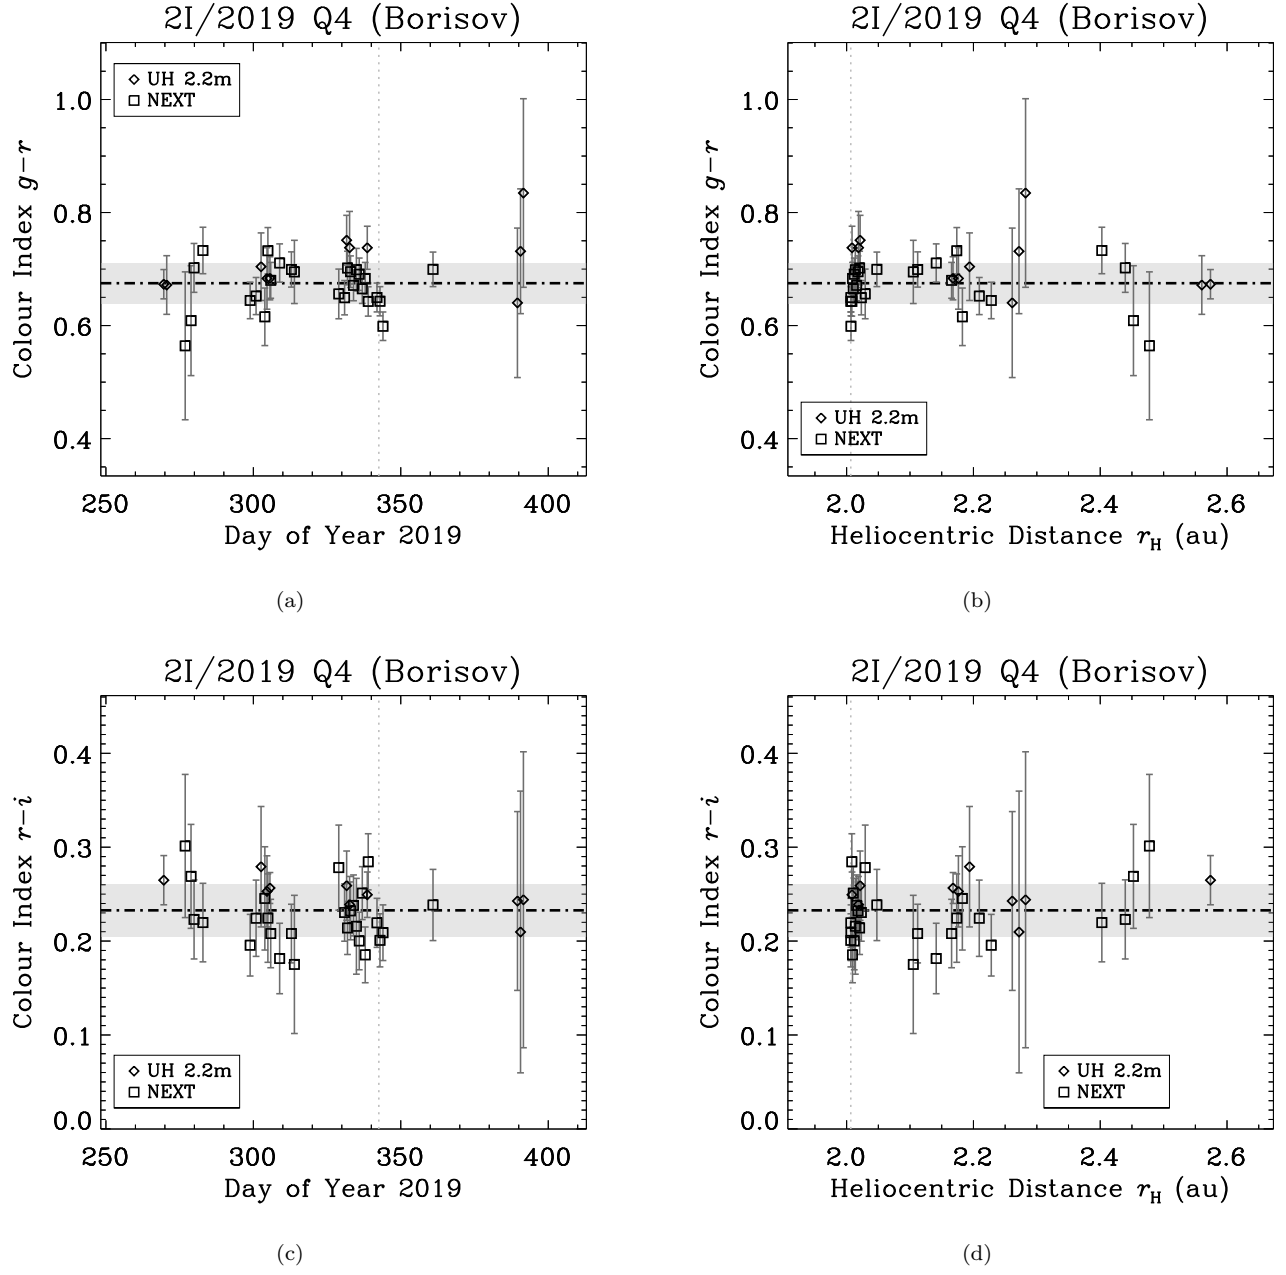 2I/2019 Q4 (Borisov)
UH 2.2m
NEXT
Colour Index g−r
1.0
0.8
0.6
0.4
250 300 350 400
Day of Year 2019
(a)
2I/2019 Q4 (Borisov)
Colour Index g−r
1.0
0.8
0.6
0.4
UH 2.2m
NEXT
2.0 2.2 2.4 2.6
Heliocentric Distance r_H (au)
(b)
2I/2019 Q4 (Borisov)
Colour Index r−i
0.4
0.3
0.2
0.1
0.0
UH 2.2m
NEXT
250 300 350 400
Day of Year 2019
(c)
2I/2019 Q4 (Borisov)
Colour Index r−i
0.4
0.3
0.2
0.1
0.0
UH 2.2m
NEXT
2.0 2.2 2.4 2.6
Heliocentric Distance r_H (au)
(d)